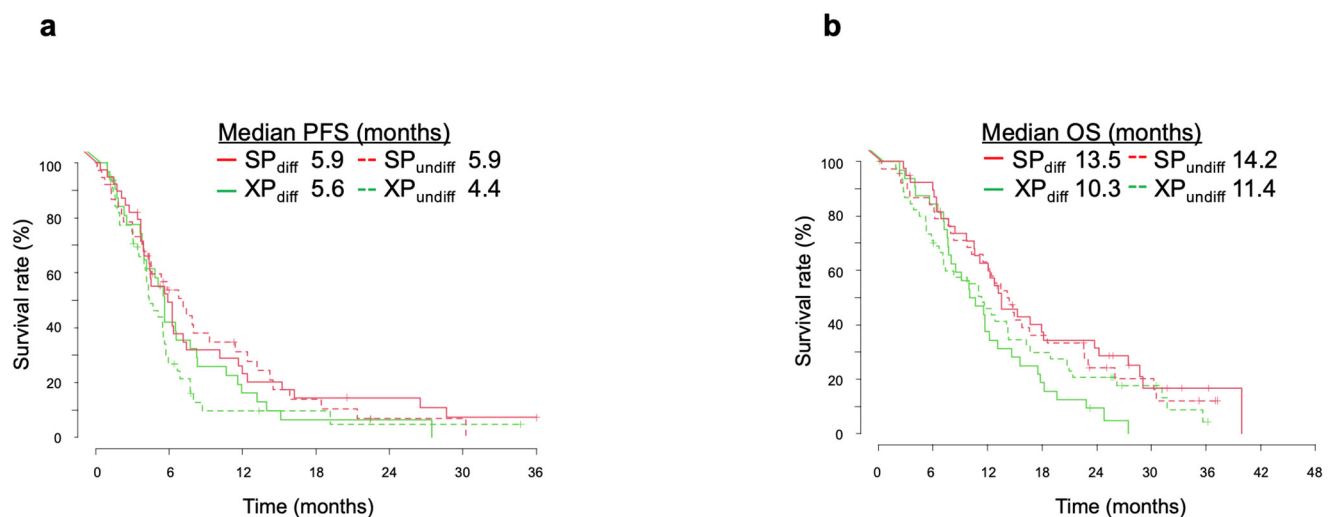 a
Median PFS (months)
SPdiff 5.9 SPundiff 5.9
XPdiff 5.6 XPundiff 4.4
Survival rate (%)
100
80
60
40
20
0
0 6 12 18 24 30 36
Time (months)
b
Median OS (months)
SPdiff 13.5 SPundiff 14.2
XPdiff 10.3 XPundiff 11.4
Survival rate (%)
100
80
60
40
20
0
0 6 12 18 24 30 36 42 48
Time (months)